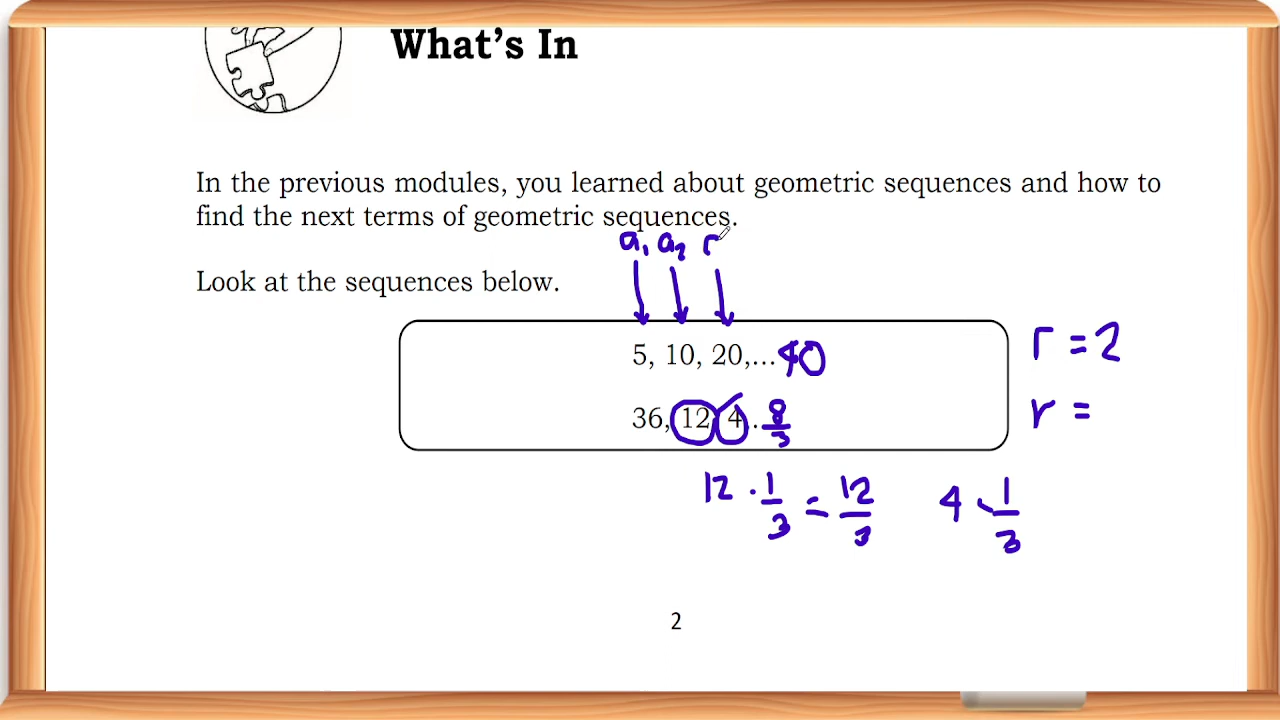 What's In
In the previous modules, you learned about geometric sequences and how to
find the next terms of geometric sequences.
a₁ a₂ r
Look at the sequences below.
5, 10, 20,... 40
r = 2
36, 12, 4... 8/3
r =
12 · 1/3 = 12/3
4 · 1/3
2